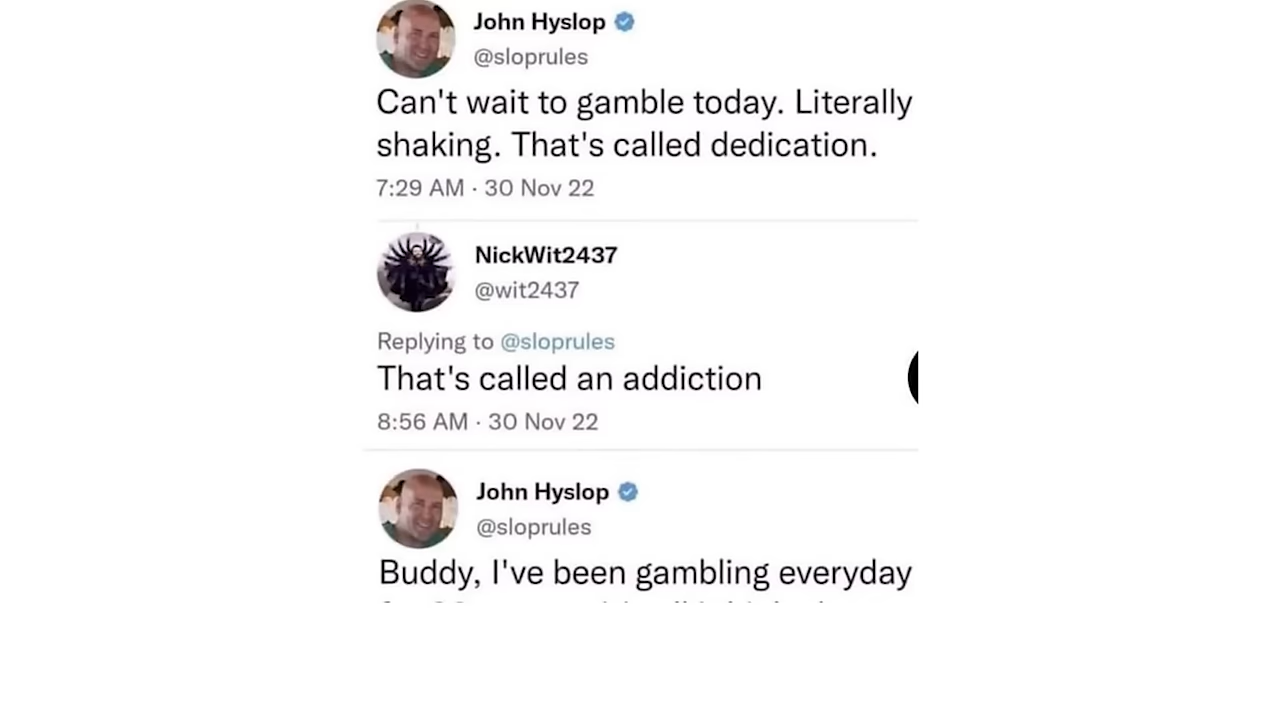 John Hyslop
@sloprules
Can't wait to gamble today. Literally
shaking. That's called dedication.
7:29 AM · 30 Nov 22
NickWit2437
@wit2437
Replying to @sloprules
That's called an addiction
8:56 AM · 30 Nov 22
John Hyslop
@sloprules
Buddy, I've been gambling everyday